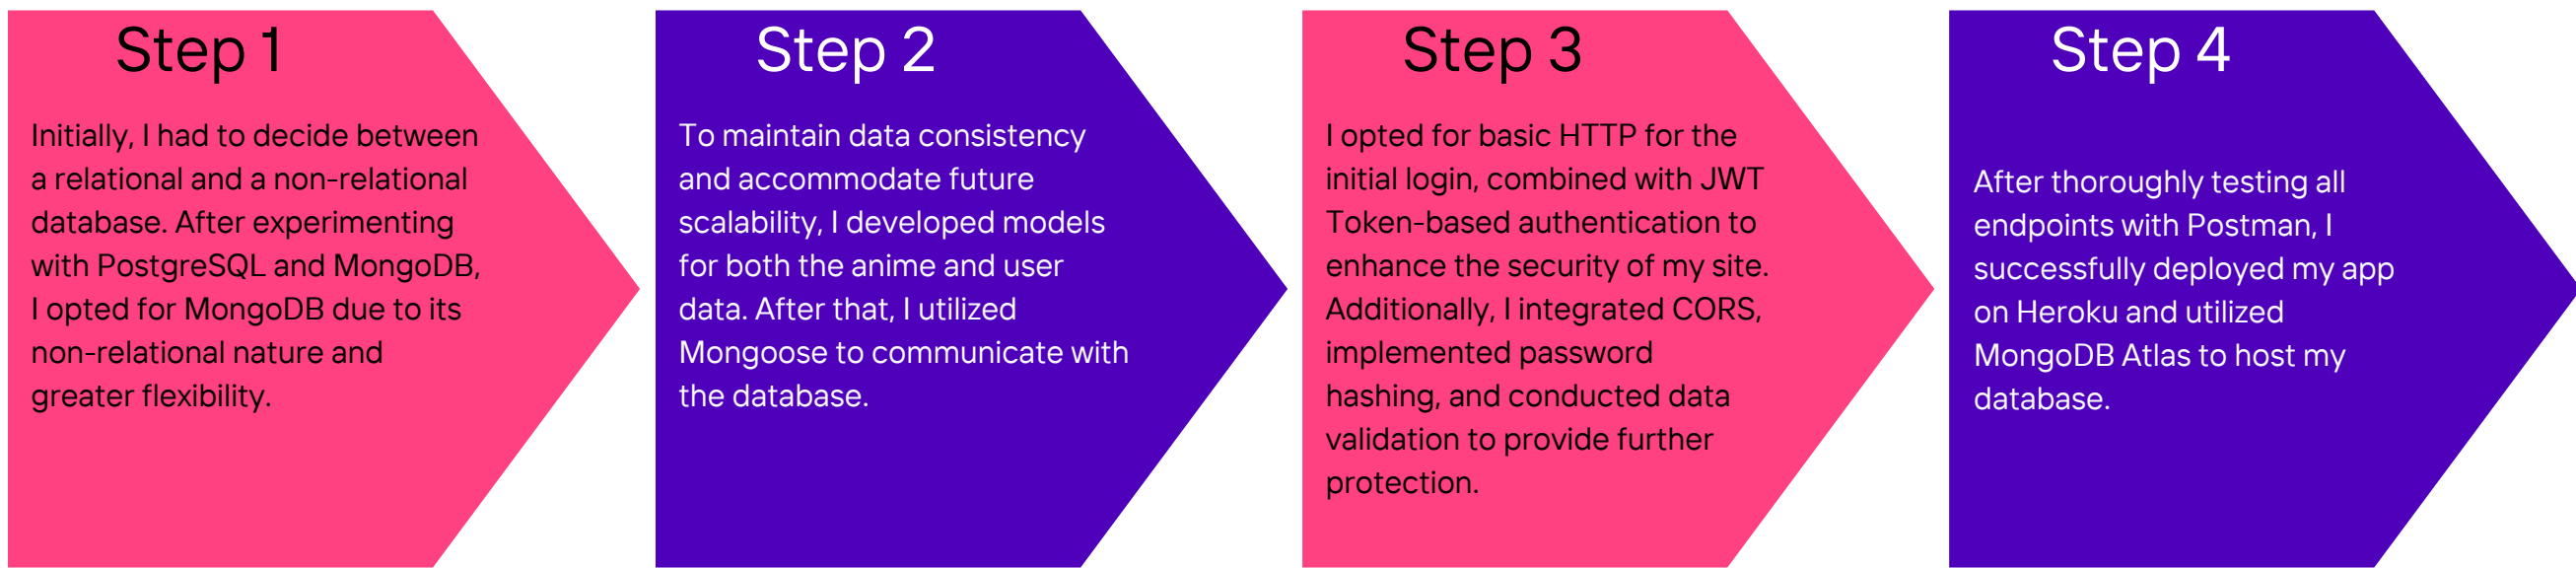 Step 1
Initially, I had to decide between
a relational and a non-relational
database. After experimenting
with PostgreSQL and MongoDB,
I opted for MongoDB due to its
non-relational nature and
greater flexibility.
Step 2
To maintain data consistency
and accommodate future
scalability, I developed models
for both the anime and user
data. After that, I utilized
Mongoose to communicate with
the database.
Step 3
I opted for basic HTTP for the
initial login, combined with JWT
Token-based authentication to
enhance the security of my site.
Additionally, I integrated CORS,
implemented password
hashing, and conducted data
validation to provide further
protection.
Step 4
After thoroughly testing all
endpoints with Postman, I
successfully deployed my app
on Heroku and utilized
MongoDB Atlas to host my
database.